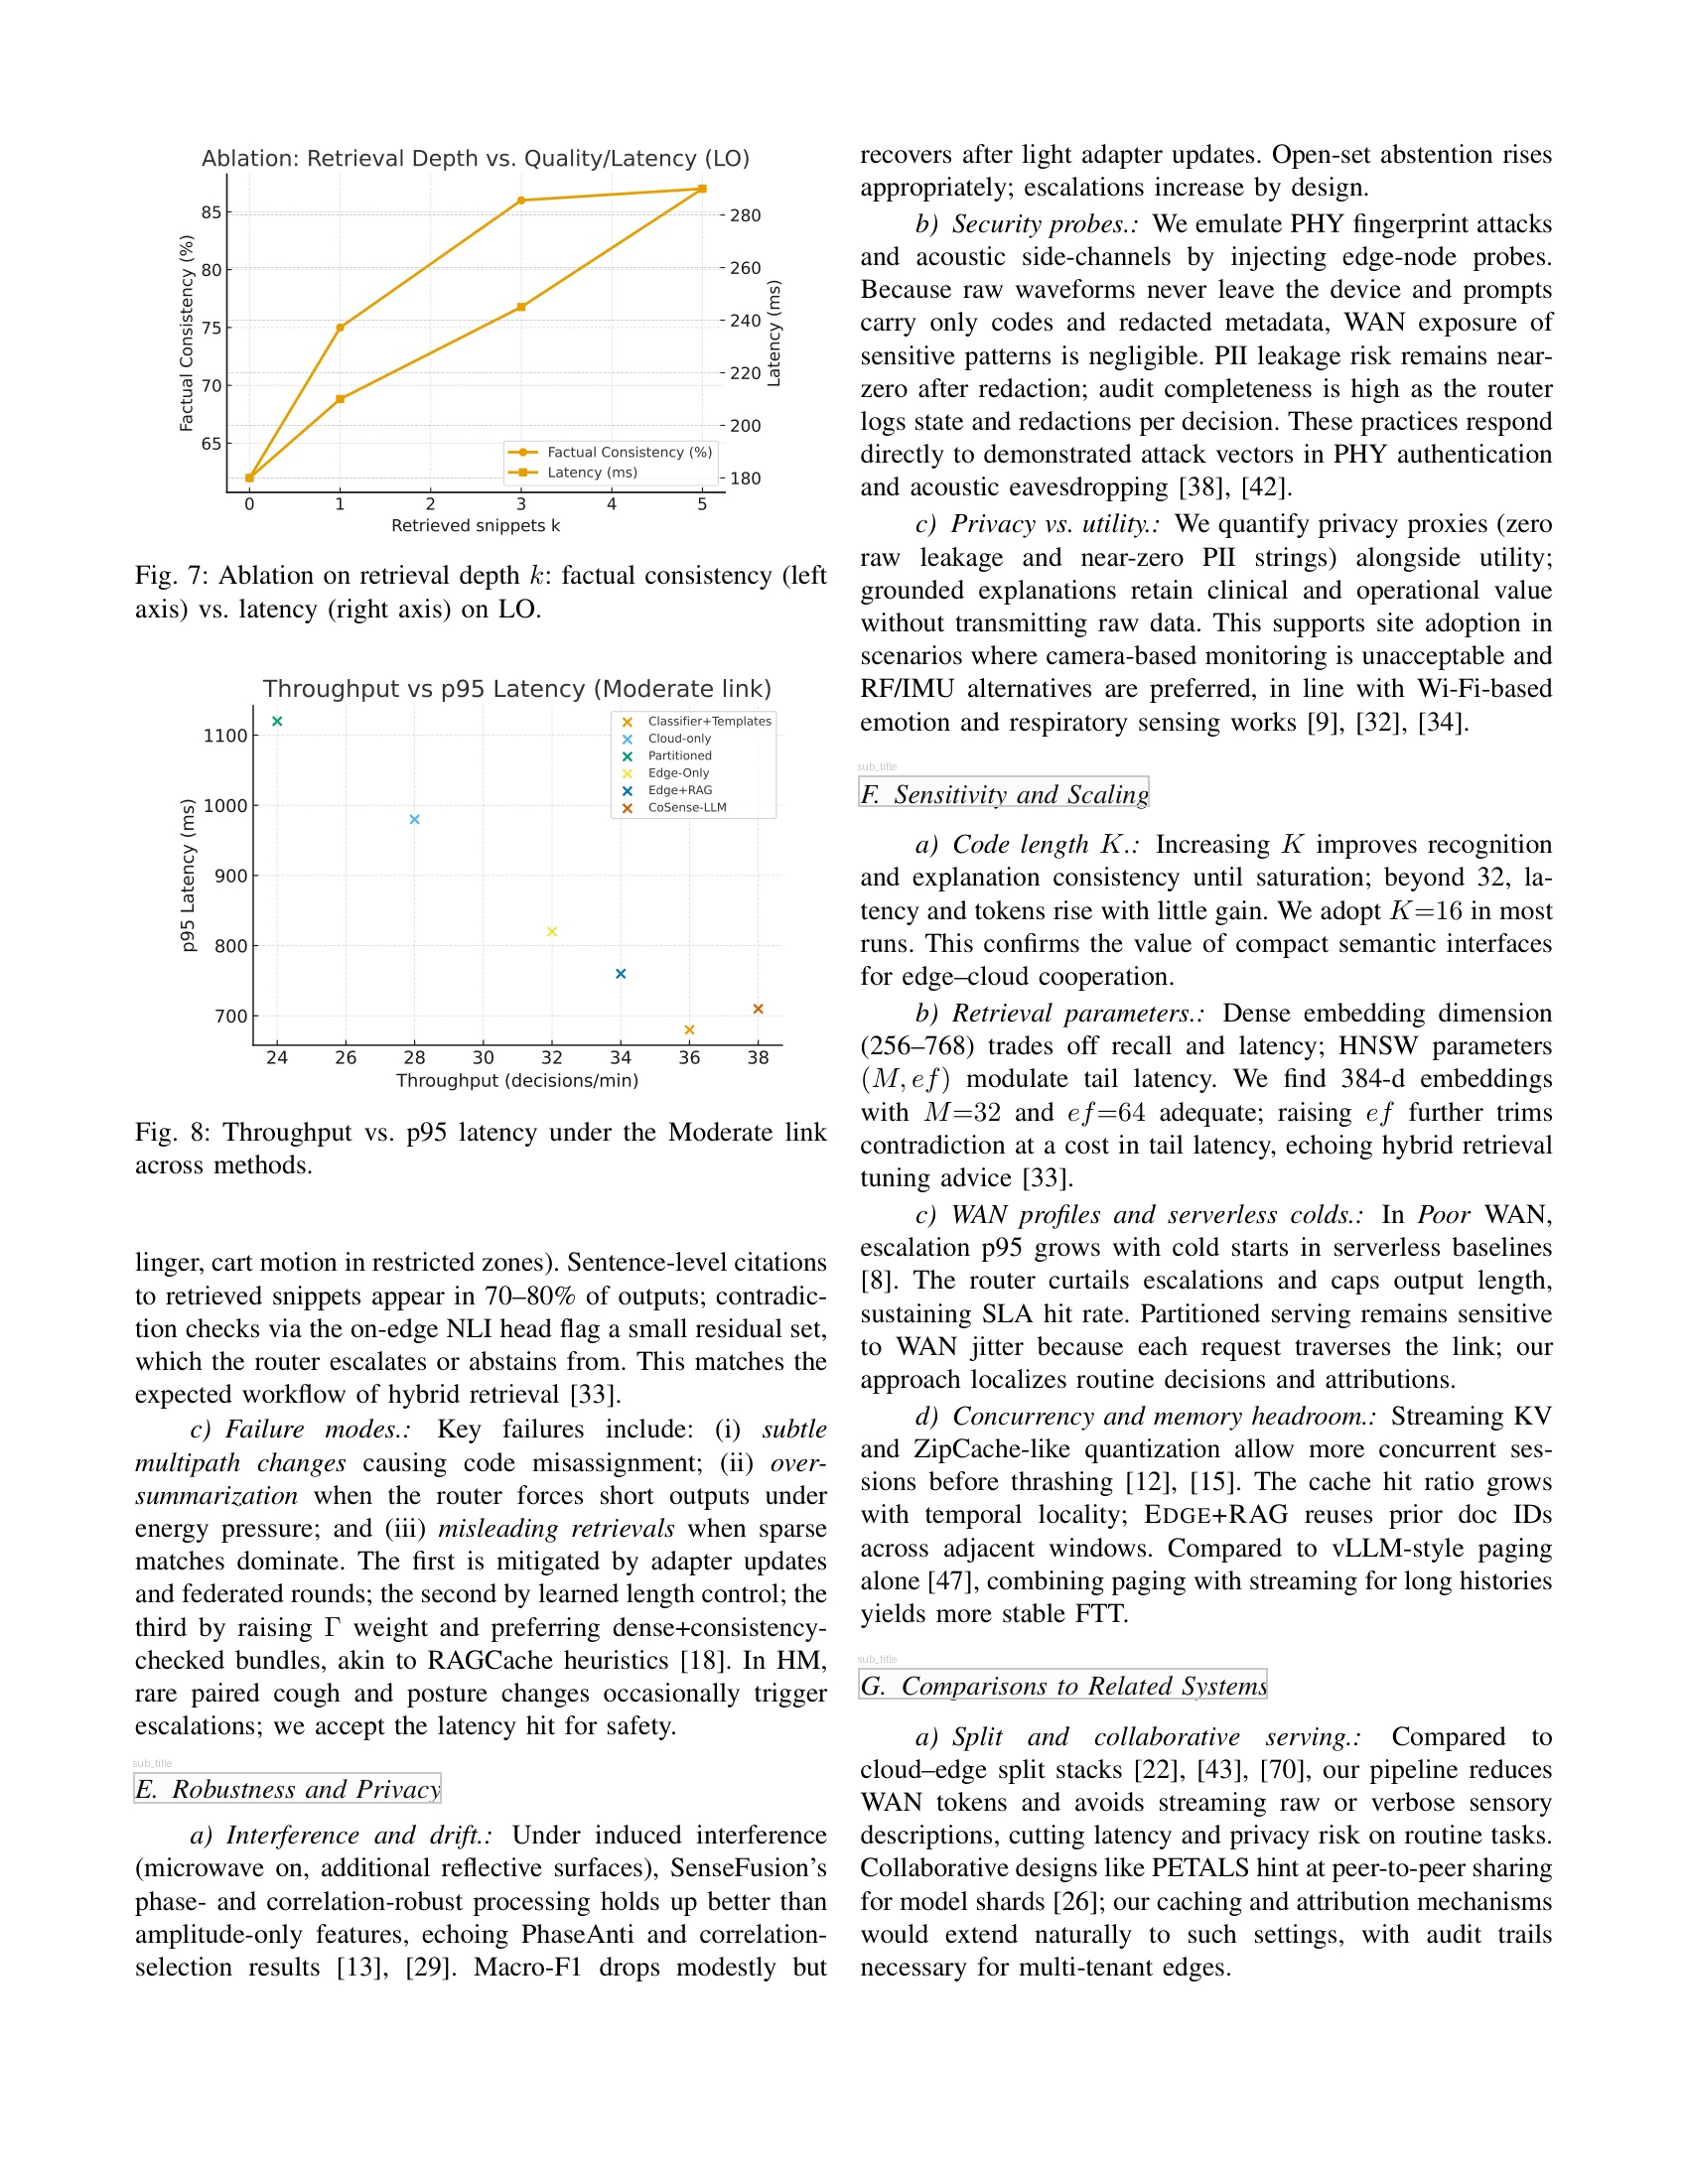 Ablation: Retrieval Depth vs. Quality/Latency (LO)
Factual Consistency (%)
85
80
75
70
65
280
260
240
220
200
180
Latency (ms)
Factual Consistency (%)
Latency (ms)
0 1 2 3 4 5
Retrieved snippets k
Fig. 7: Ablation on retrieval depth k: factual consistency (left
axis) vs. latency (right axis) on LO.
Throughput vs p95 Latency (Moderate link)
p95 Latency (ms)
1100
1000
900
800
700
Classifier+Templates
Cloud-only
Partitioned
Edge-Only
Edge+RAG
CoSense-LLM
24 26 28 30 32 34 36 38
Throughput (decisions/min)
Fig. 8: Throughput vs. p95 latency under the Moderate link
across methods.
linger, cart motion in restricted zones). Sentence-level citations
to retrieved snippets appear in 70–80% of outputs; contradic-
tion checks via the on-edge NLI head flag a small residual set,
which the router escalates or abstains from. This matches the
expected workflow of hybrid retrieval [33].
c) Failure modes.: Key failures include: (i) subtle
multipath changes causing code misassignment; (ii) over-
summarization when the router forces short outputs under
energy pressure; and (iii) misleading retrievals when sparse
matches dominate. The first is mitigated by adapter updates
and federated rounds; the second by learned length control; the
third by raising Γ weight and preferring dense+consistency-
checked bundles, akin to RAGCache heuristics [18]. In HM,
rare paired cough and posture changes occasionally trigger
escalations; we accept the latency hit for safety.
sub_title
E. Robustness and Privacy
a) Interference and drift.: Under induced interference
(microwave on, additional reflective surfaces), SenseFusion's
phase- and correlation-robust processing holds up better than
amplitude-only features, echoing PhaseAnti and correlation-
selection results [13], [29]. Macro-F1 drops modestly but
recovers after light adapter updates. Open-set abstention rises
appropriately; escalations increase by design.
b) Security probes.: We emulate PHY fingerprint attacks
and acoustic side-channels by injecting edge-node probes.
Because raw waveforms never leave the device and prompts
carry only codes and redacted metadata, WAN exposure of
sensitive patterns is negligible. PII leakage risk remains near-
zero after redaction; audit completeness is high as the router
logs state and redactions per decision. These practices respond
directly to demonstrated attack vectors in PHY authentication
and acoustic eavesdropping [38], [42].
c) Privacy vs. utility.: We quantify privacy proxies (zero
raw leakage and near-zero PII strings) alongside utility;
grounded explanations retain clinical and operational value
without transmitting raw data. This supports site adoption in
scenarios where camera-based monitoring is unacceptable and
RF/IMU alternatives are preferred, in line with Wi-Fi-based
emotion and respiratory sensing works [9], [32], [34].
sub_title
F. Sensitivity and Scaling
a) Code length K.: Increasing K improves recognition
and explanation consistency until saturation; beyond 32, la-
tency and tokens rise with little gain. We adopt K=16 in most
runs. This confirms the value of compact semantic interfaces
for edge–cloud cooperation.
b) Retrieval parameters.: Dense embedding dimension
(256–768) trades off recall and latency; HNSW parameters
(M, ef) modulate tail latency. We find 384-d embeddings
with M=32 and ef=64 adequate; raising ef further trims
contradiction at a cost in tail latency, echoing hybrid retrieval
tuning advice [33].
c) WAN profiles and serverless colds.: In Poor WAN,
escalation p95 grows with cold starts in serverless baselines
[8]. The router curtails escalations and caps output length,
sustaining SLA hit rate. Partitioned serving remains sensitive
to WAN jitter because each request traverses the link; our
approach localizes routine decisions and attributions.
d) Concurrency and memory headroom.: Streaming KV
and ZipCache-like quantization allow more concurrent ses-
sions before thrashing [12], [15]. The cache hit ratio grows
with temporal locality; EDGE+RAG reuses prior doc IDs
across adjacent windows. Compared to vLLM-style paging
alone [47], combining paging with streaming for long histories
yields more stable FTT.
sub_title
G. Comparisons to Related Systems
a) Split and collaborative serving.: Compared to
cloud–edge split stacks [22], [43], [70], our pipeline reduces
WAN tokens and avoids streaming raw or verbose sensory
descriptions, cutting latency and privacy risk on routine tasks.
Collaborative designs like PETALS hint at peer-to-peer sharing
for model shards [26]; our caching and attribution mechanisms
would extend naturally to such settings, with audit trails
necessary for multi-tenant edges.